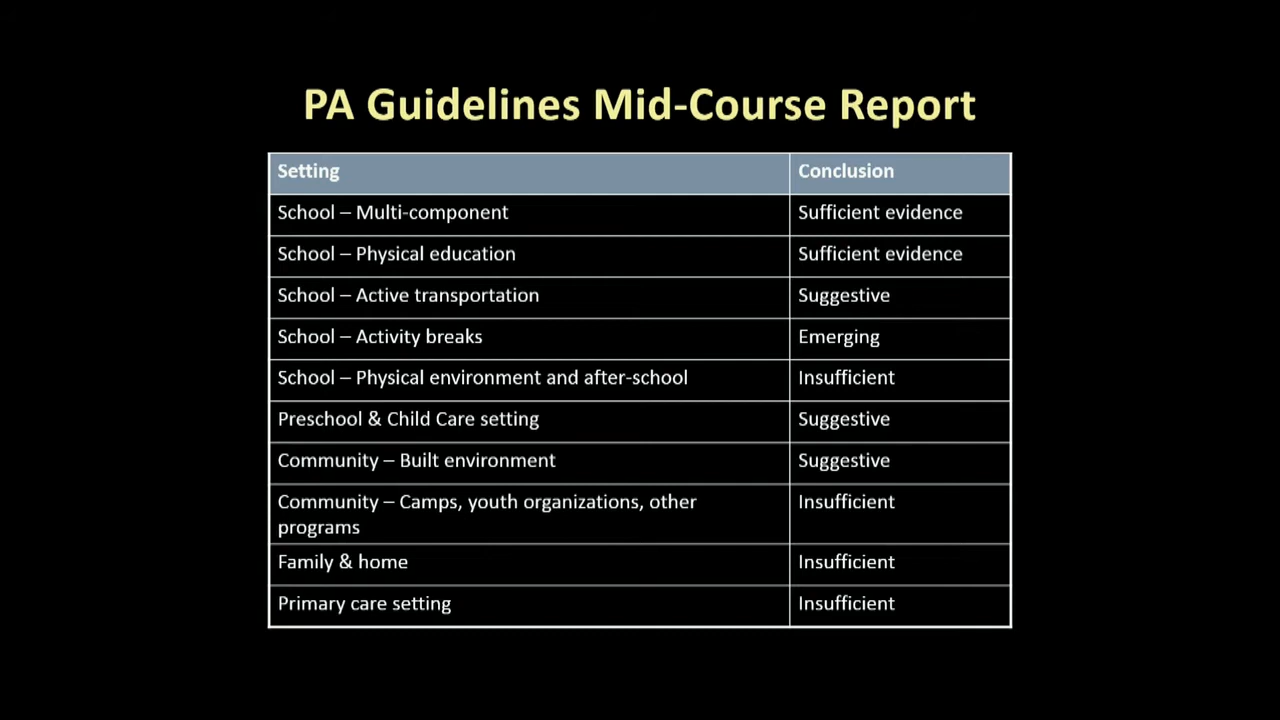 PA Guidelines Mid-Course Report
Setting Conclusion
School – Multi-component Sufficient evidence
School – Physical education Sufficient evidence
School – Active transportation Suggestive
School – Activity breaks Emerging
School – Physical environment and after-school Insufficient
Preschool & Child Care setting Suggestive
Community – Built environment Suggestive
Community – Camps, youth organizations, other Insufficient
programs
Family & home Insufficient
Primary care setting Insufficient